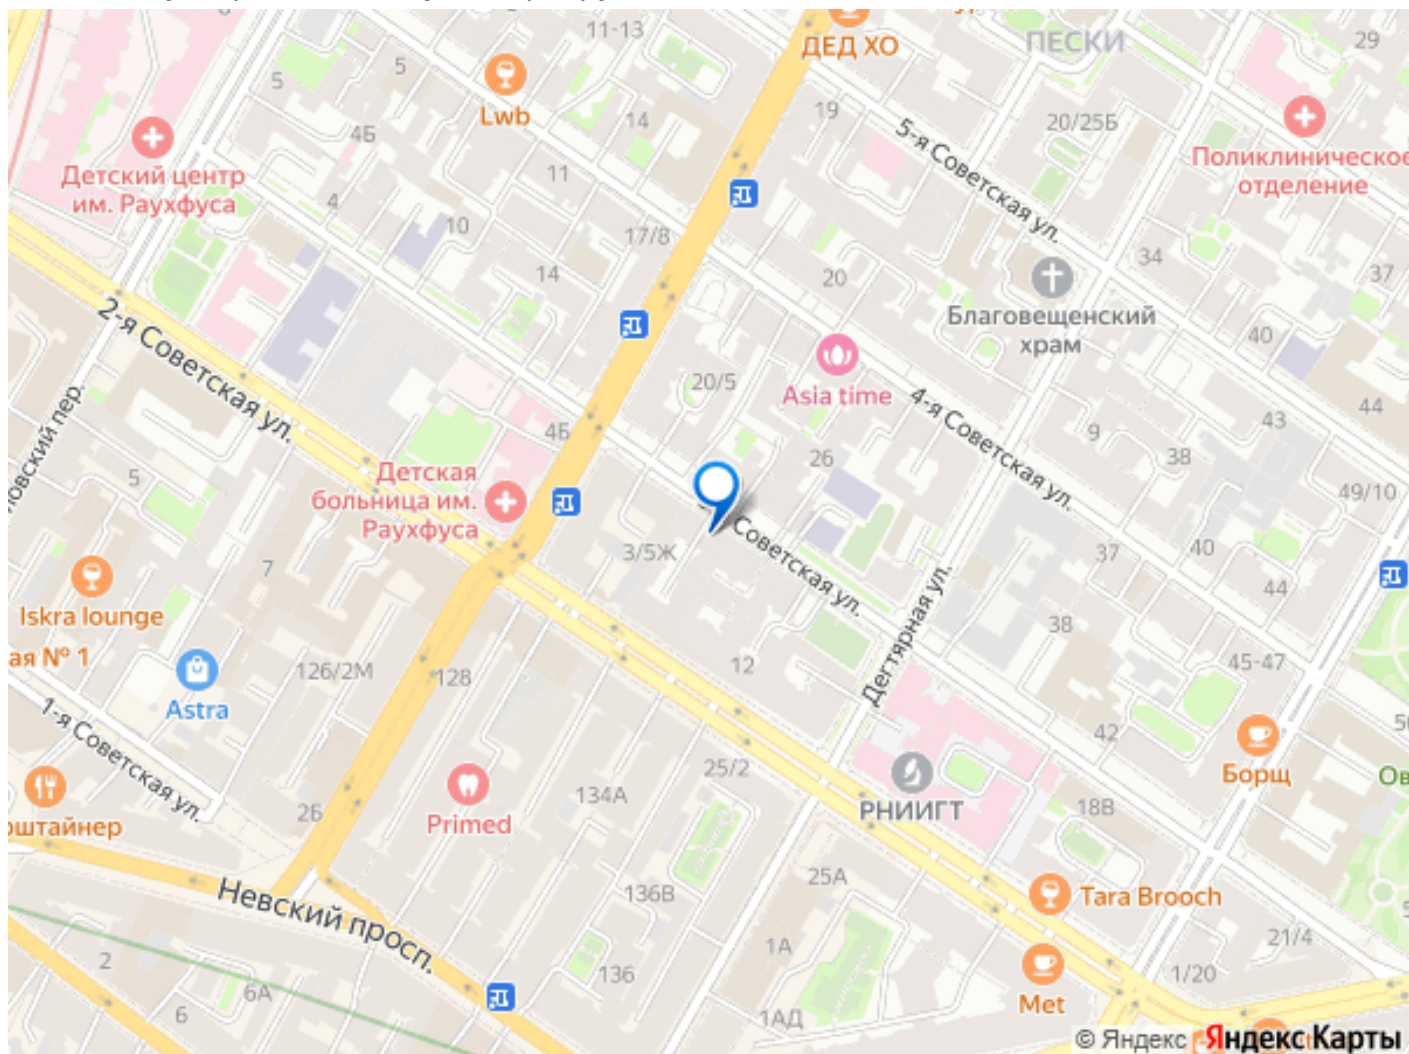 11-13
ДЕД ХО
ПЕСКИ
29
5
5
Lwb
4Б
14
19
20/25Б
5-я Советская ул.
Поликлиническое
отделение
Детский центр
им. Раухфуса
11
4
10
17/8
14
20
34
37
Благовещенский
храм
40
2-я Советская ул.
20/5
Asia time
4-я Советская ул.
43
44
9
38
4Б
26
Детская
больница им.
Раухфуса
49/10
5
3/5Ж
Советская ул.
37
40
44
7
Iskra lounge
ая № 1
126/2М
128
12
Дегтярная ул.
38
45-47
Astra
1-я Советская ул.
42
25/2
Борщ
Ов
134А
РНИИГТ
18В
2Б
Primed
рштайнер
Невский просп.
136В
25А
Tara Brooch
1А
21/4
2
6А
136
1/20
6
Met
1АД
© Яндекс Яндекс Карты